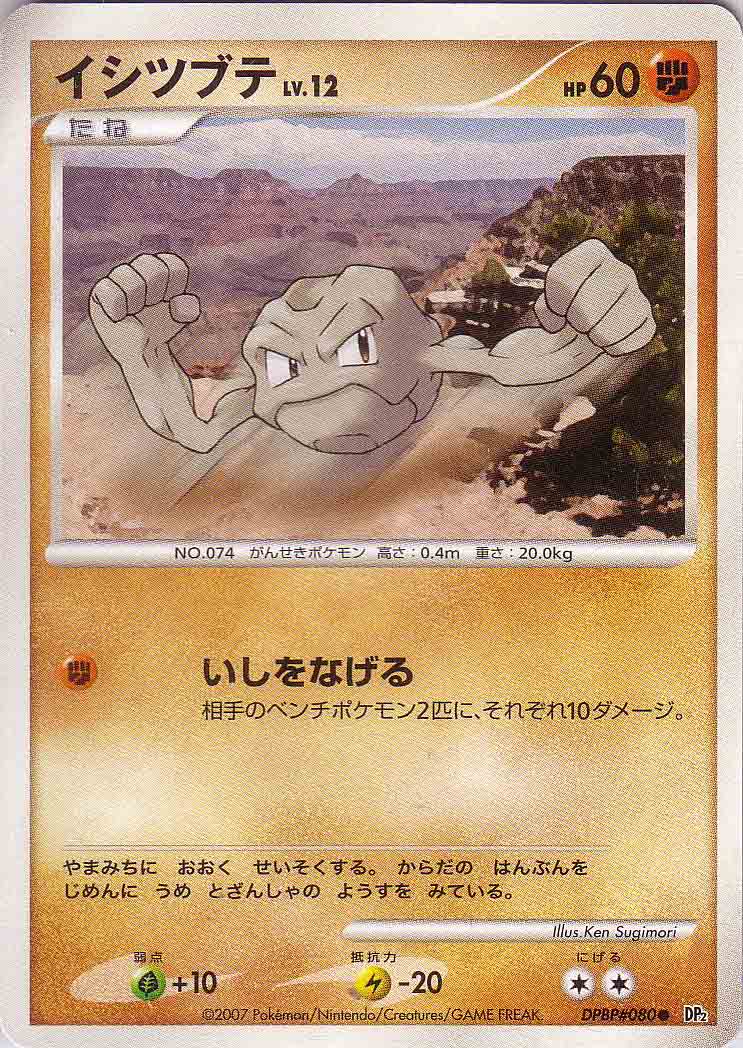 イシツブテ LV.12 HP60
たね
NO.074 がんせきポケモン 高さ：0.4m 重さ：20.0kg
いしをなげる
相手のベンチポケモン2匹に、それぞれ10ダメージ。
やまみちに おおく せいそくする。 からだの はんぶんを
じめんに うめ とざんしゃの ようすを みている。
Illus.Ken Sugimori
弱点 抵抗力 にげる
+10 -20
©2007 Pokémon/Nintendo/Creatures/GAME FREAK. DPBP#080 DP2